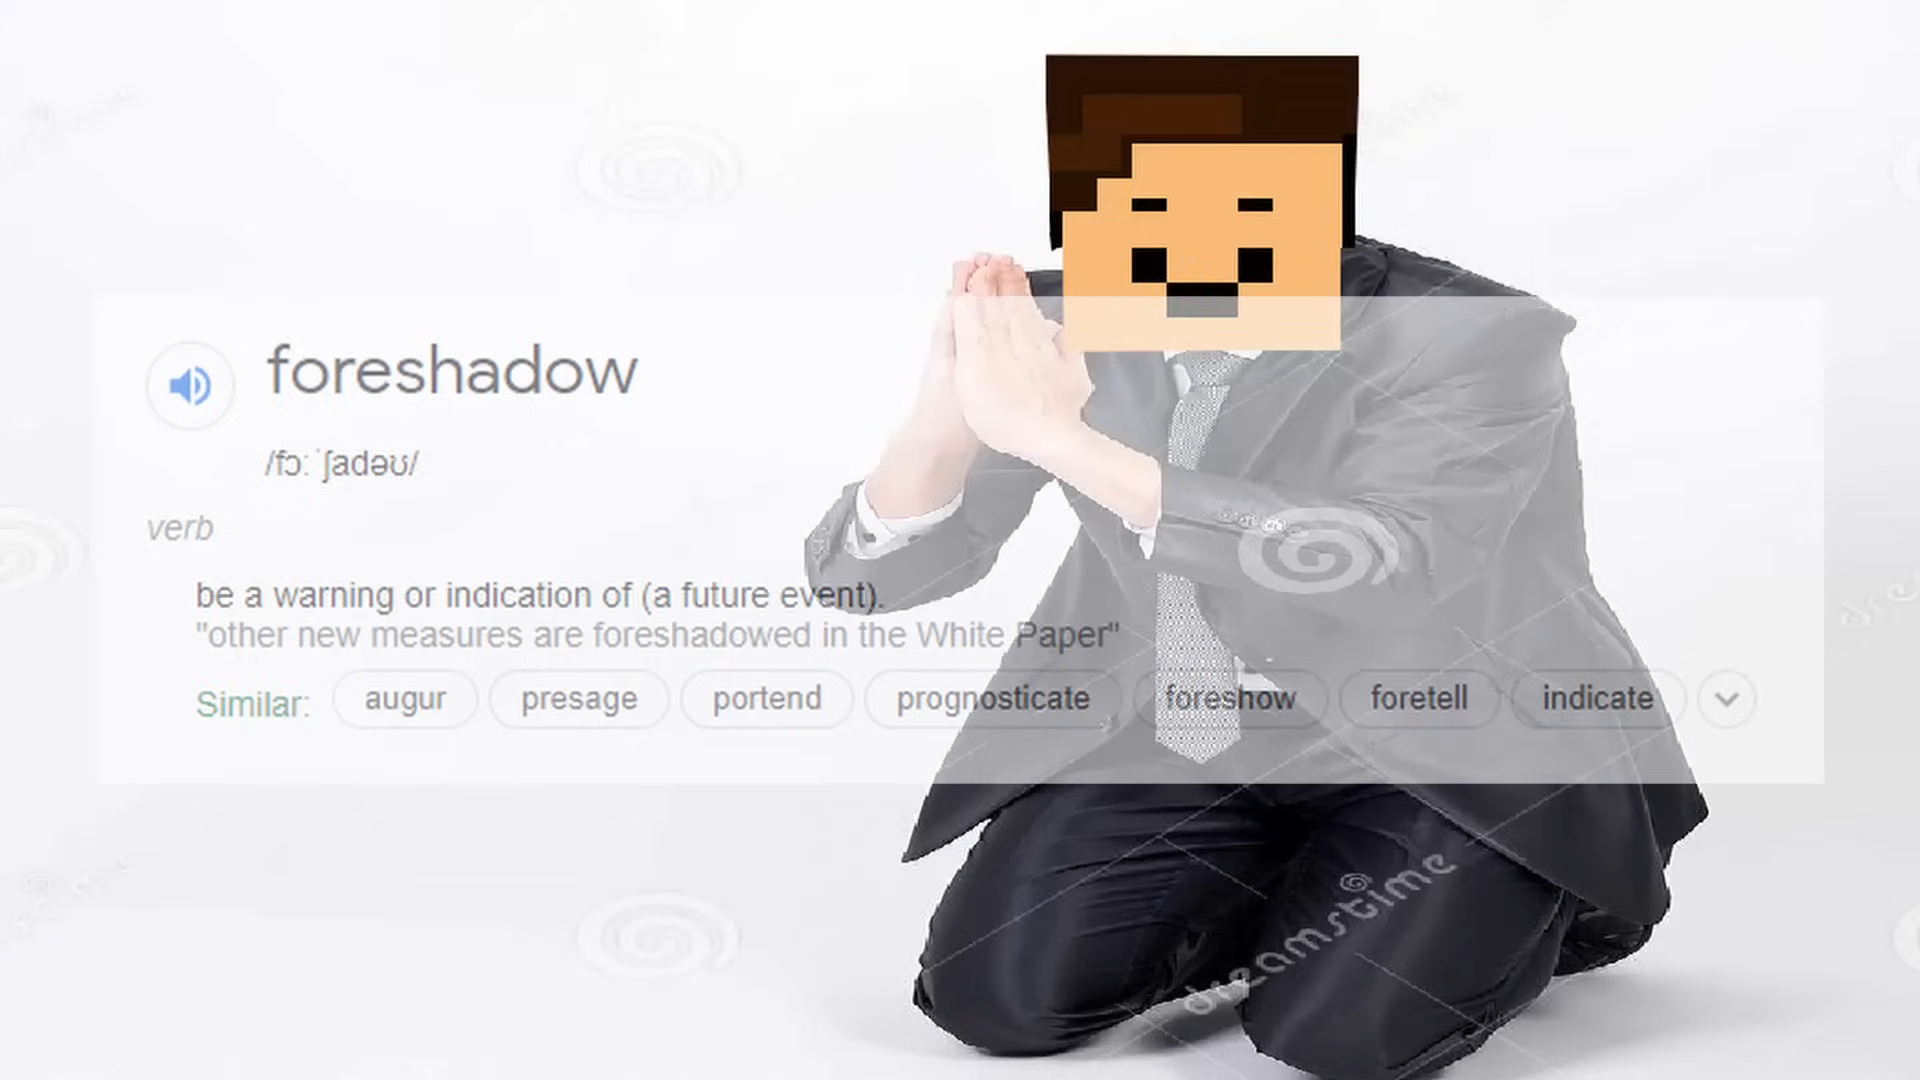 foreshadow
/fɔːˈʃadəʊ/
verb
be a warning or indication of (a future event).
"other new measures are foreshadowed in the White Paper"
Similar: augur presage portend prognosticate foreshow foretell indicate
dreamstime